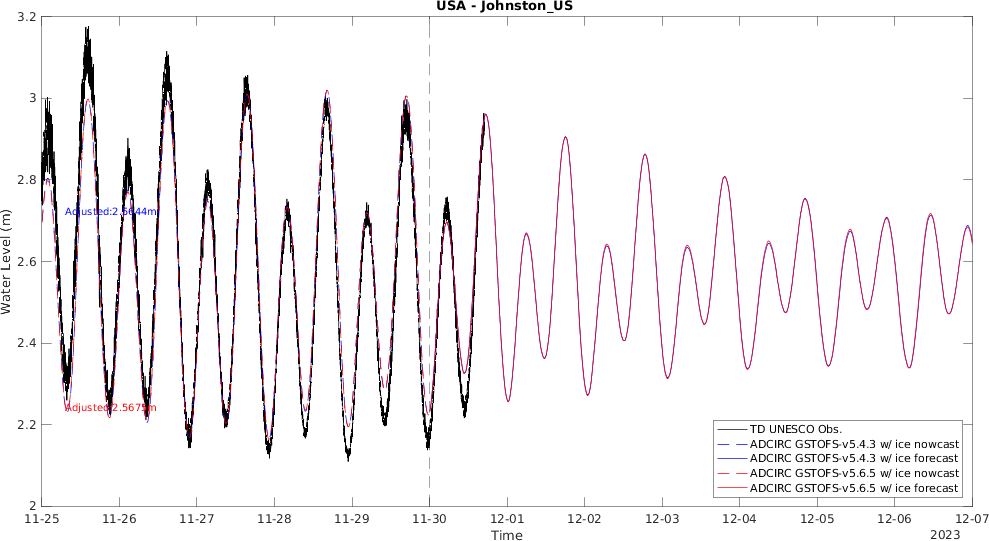 USA - Johnston_US
3.2
3
2.8
2.6
2.4
2.2
2
Water Level (m)
Adjusted:2.5644m
Adjusted:2.5675m
TD UNESCO Obs.
ADCIRC GSTOFS-v5.4.3 w/ ice nowcast
ADCIRC GSTOFS-v5.4.3 w/ ice forecast
ADCIRC GSTOFS-v5.6.5 w/ ice nowcast
ADCIRC GSTOFS-v5.6.5 w/ ice forecast
11-25 11-26 11-27 11-28 11-29 11-30 12-01 12-02 12-03 12-04 12-05 12-06 12-07
Time
2023